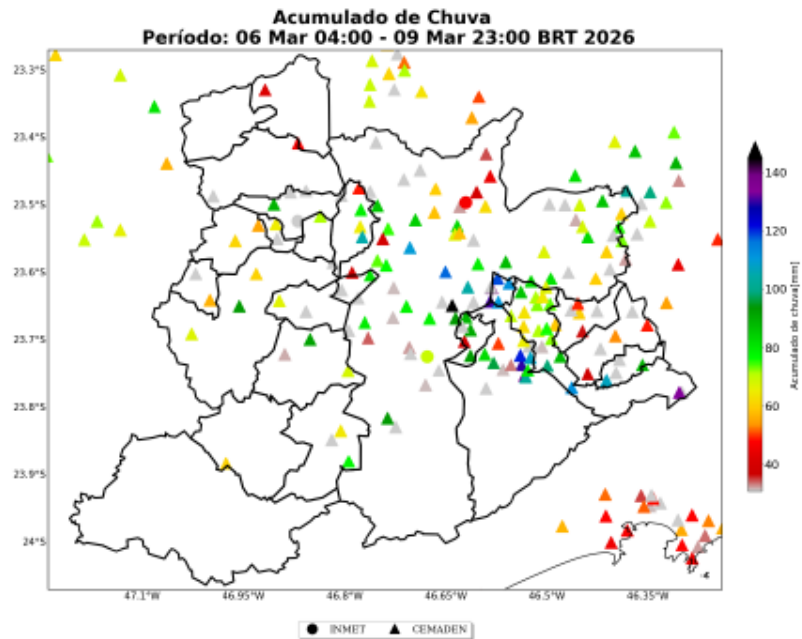 Acumulado de Chuva
Período: 06 Mar 04:00 - 09 Mar 23:00 BRT 2026
23.3°S
23.4°S
23.5°S
23.6°S
23.7°S
23.8°S
23.9°S
24°S
47.1°W
46.95°W
46.8°W
46.65°W
46.5°W
46.35°W
140
120
100
80
60
40
Acumulado de chuva[mm]
INMET
CEMADEN